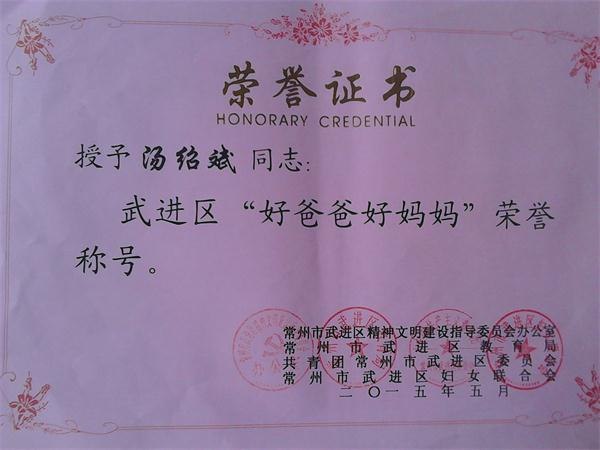 荣誉证书
HONORARY CREDENTIAL
授予 汤绍斌 同志：
武进区“好爸爸好妈妈”荣誉
称号。
常州市武进区精神文明建设指导委员会办公室
常州市武进区教育局
共青团常州市武进区委员会
常州市武进区妇女联合会
二〇一五年五月